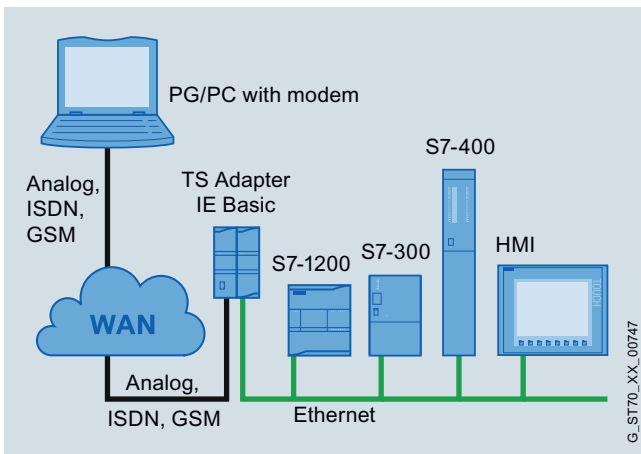 PG/PC with modem
Analog,
ISDN,
GSM
TS Adapter
IE Basic
S7-1200
S7-300
S7-400
HMI
TOUCH
WAN
Analog,
ISDN, GSM
Ethernet
G_ST70_XX_00747